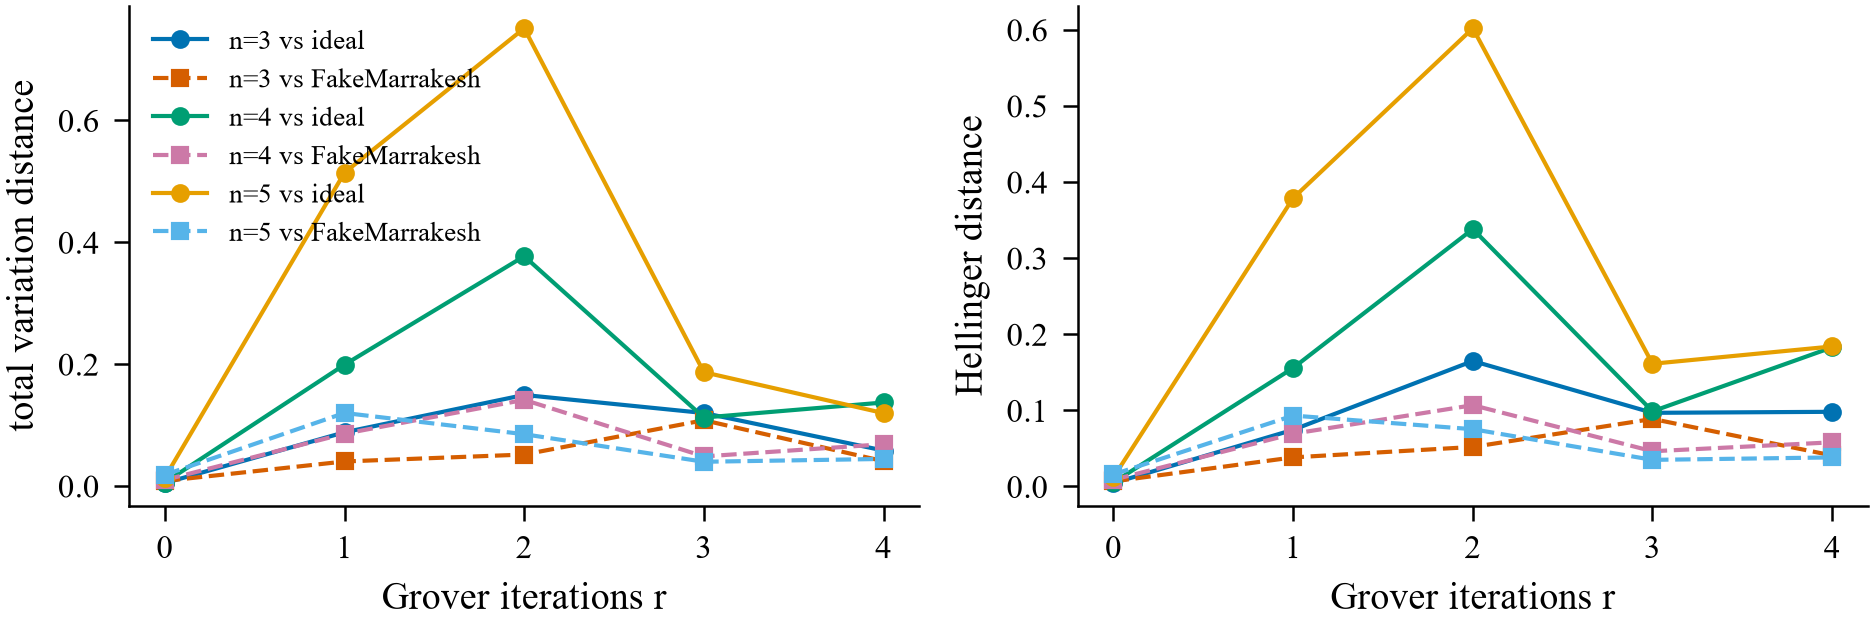 total variation distance
0.6
0.4
0.2
0.0
n=3 vs ideal
n=3 vs FakeMarrakesh
n=4 vs ideal
n=4 vs FakeMarrakesh
n=5 vs ideal
n=5 vs FakeMarrakesh
0 1 2 3 4
Grover iterations r
Hellinger distance
0.6
0.5
0.4
0.3
0.2
0.1
0.0
0 1 2 3 4
Grover iterations r